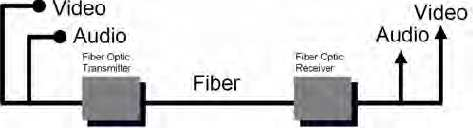 Video
Audio
Fiber Optic
Transmitter
Fiber
Fiber Optic
Receiver
Audio
Video